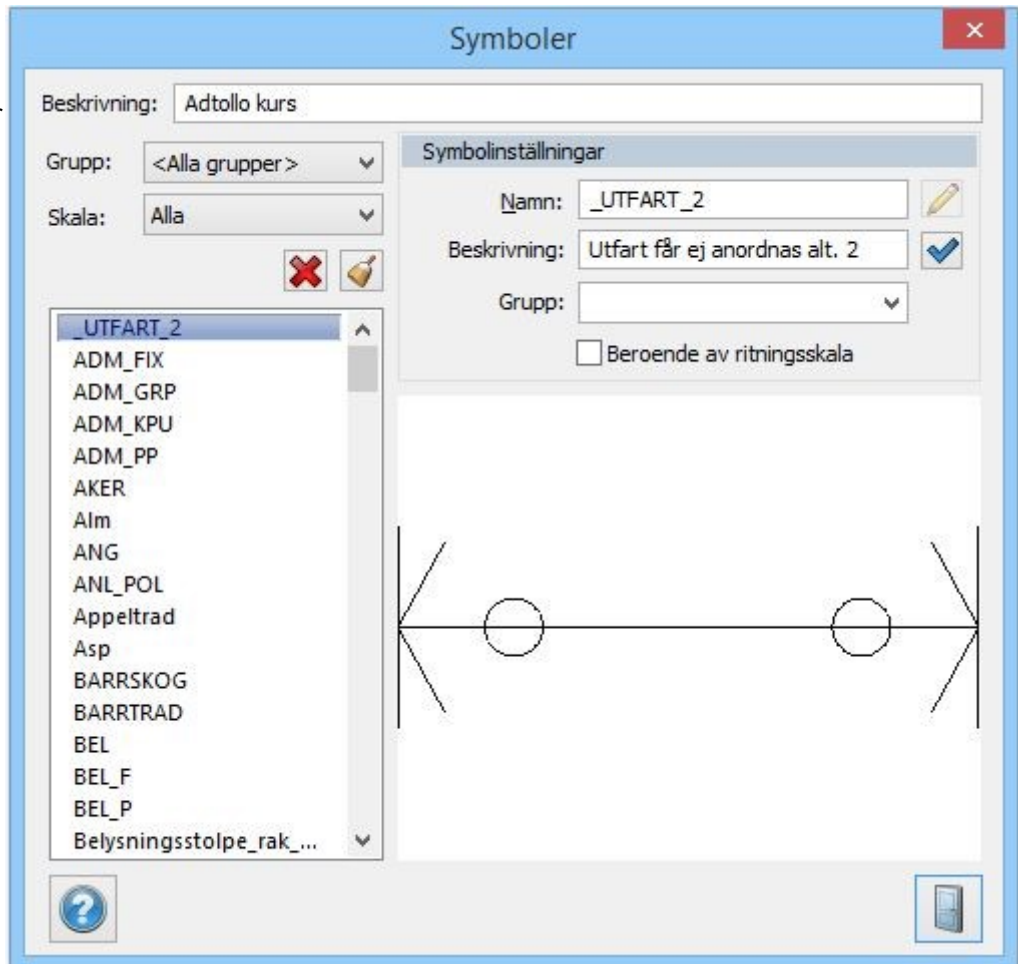 Symboler
Beskrivning: Adtollo kurs
Grupp: <Alla grupper>
Skala: Alla
_UTFART_2
ADM_FIX
ADM_GRP
ADM_KPU
ADM_PP
AKER
Alm
ANG
ANL_POL
Appeltrad
Asp
BARRSKOG
BARRTRAD
BEL
BEL_F
BEL_P
Belysningsstolpe_rak_...
Symbolinställningar
Namn: _UTFART_2
Beskrivning: Utfart får ej anordnas alt. 2
Grupp:
Beroende av ritningsskala